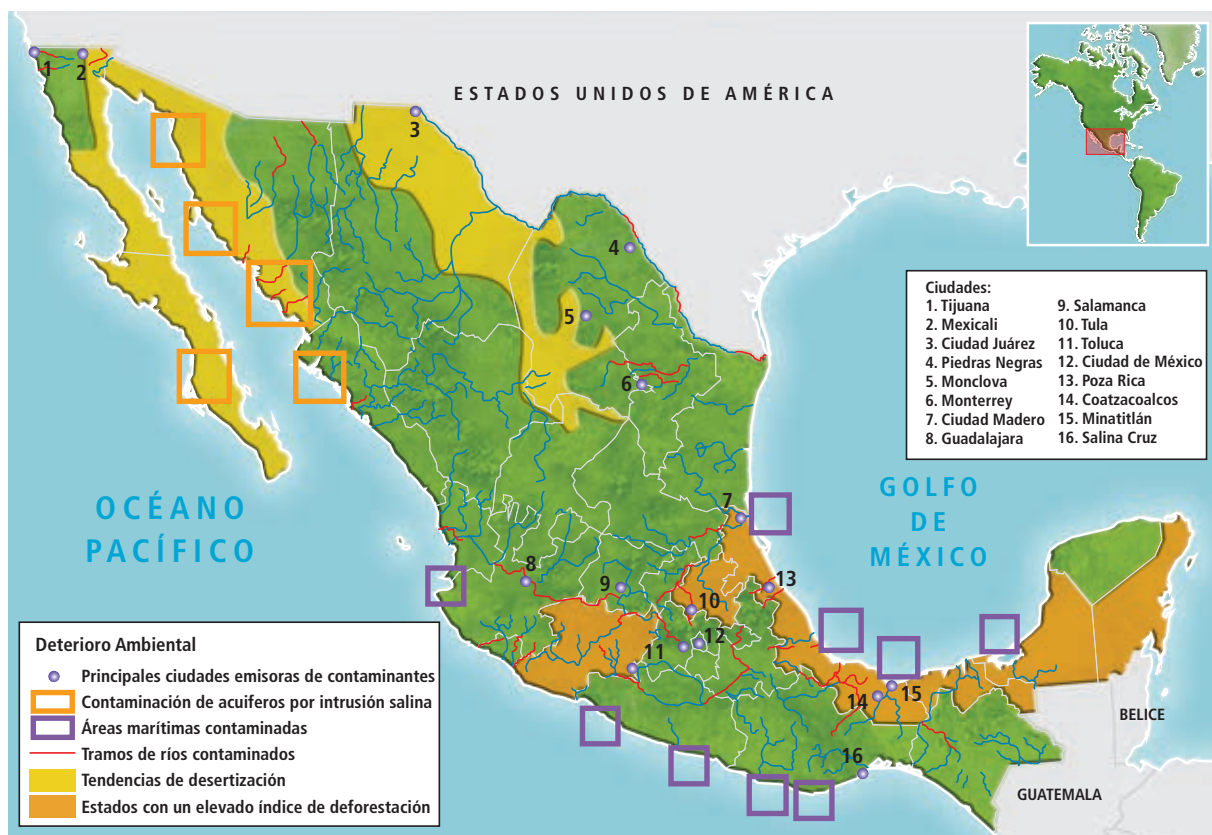 ESTADOS UNIDOS DE AMÉRICA
1
2
3
4
5
6
7
8
9
10
11
12
13
14
15
16
OCÉANO
PACÍFICO
GOLFO
DE
MÉXICO
BELICE
GUATEMALA
Ciudades:
1. Tijuana
2. Mexicali
3. Ciudad Juárez
4. Piedras Negras
5. Monclova
6. Monterrey
7. Ciudad Madero
8. Guadalajara
9. Salamanca
10. Tula
11. Toluca
12. Ciudad de México
13. Poza Rica
14. Coatzacoalcos
15. Minatitlán
16. Salina Cruz
Deterioro Ambiental
Principales ciudades emisoras de contaminantes
Contaminación de acuiferos por intrusión salina
Áreas marítimas contaminadas
Tramos de ríos contaminados
Tendencias de desertización
Estados con un elevado índice de deforestación